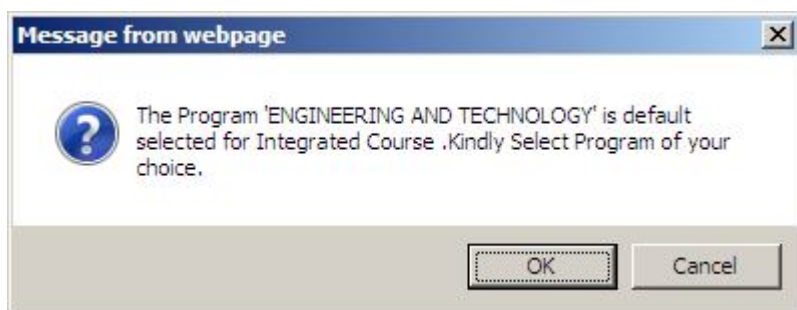 Message from webpage
The Program 'ENGINEERING AND TECHNOLOGY' is default
selected for Integrated Course .Kindly Select Program of your
choice.
OK Cancel